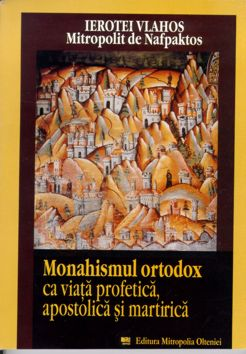 IEROTEI VLAHOS
Mitropolit de Nafpaktos
Monahismul ortodox
ca viață profetică,
apostolică și martirică
Editura Mitropolia Olteniei